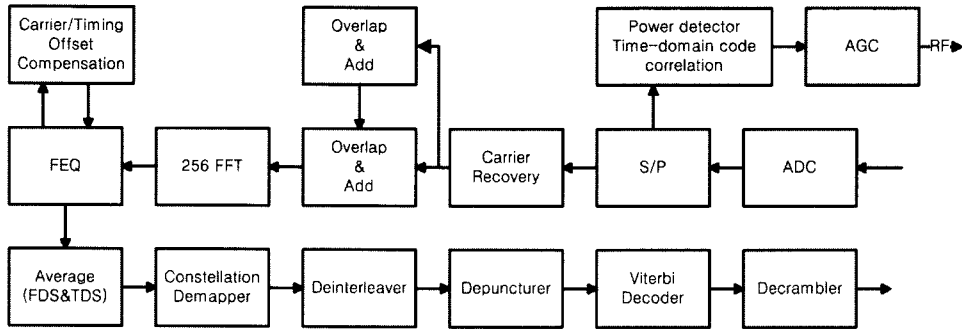 Carrier/Timing
Offset
Compensation
Overlap
&
Add
Power detector
Time-domain code
correlation
AGC
RF
FEQ
256 FFT
Overlap
&
Add
Carrier
Recovery
S/P
ADC
Average
(FDS&TDS)
Constellation
Demapper
Deinterleaver
Depuncturer
Viterbi
Decoder
Decrambler